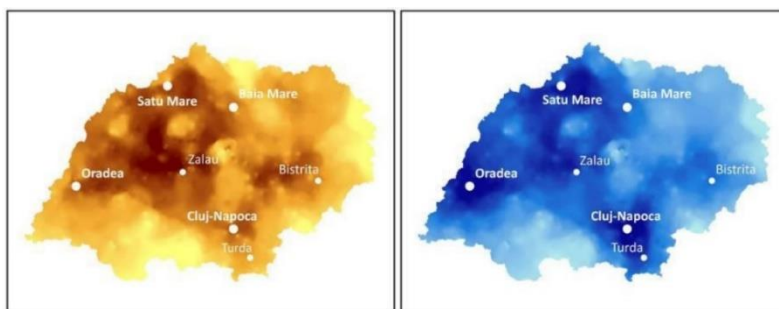 Satu Mare
Baia Mare
Zalau
Oradea
Bistrita
Cluj-Napoca
Turda
Satu Mare
Baia Mare
Zalau
Oradea
Bistrita
Cluj-Napoca
Turda